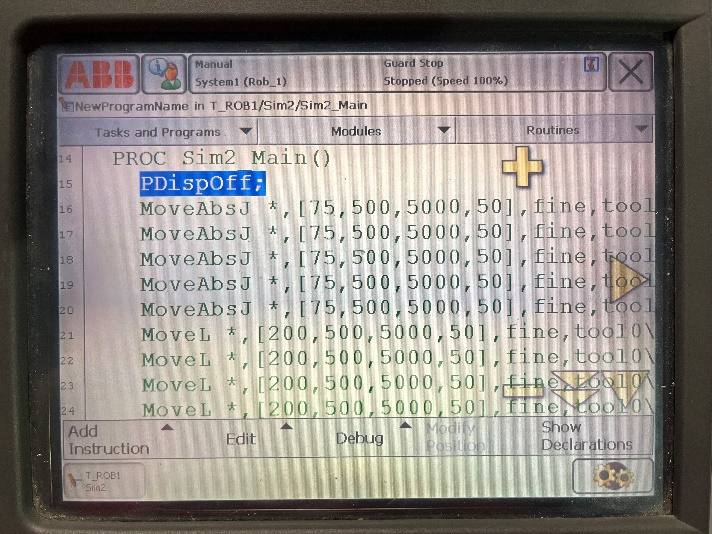 ABB
Manual
System1 (Rob_1)
Guard Stop
Stopped (Speed 100%)
NewProgramName in T_ROB1/Sim2/Sim2_Main
Tasks and Programs
Modules
Routines
14 PROC Sim2_Main()
15 PDispOff;
16 MoveAbsJ *,[75,500,5000,50],fine,tool
17 MoveAbsJ *,[75,500,5000,50],fine,tool
18 MoveAbsJ *,[75,500,5000,50],fine,tool
19 MoveAbsJ *,[75,500,5000,50],fine,tool
20 MoveAbsJ *,[75,500,5000,50],fine,tool
21 MoveL *,[200,500,5000,50],fine,tool0\
22 MoveL *,[200,500,5000,50],fine,tool0\
23 MoveL *,[200,500,5000,50],fine,tool0\
24 MoveL *,[200,500,5000,50],fine,tool0\
Add
Instruction
Edit
Debug
Modify
Position
Show
Declarations
T_ROB1
Sim2